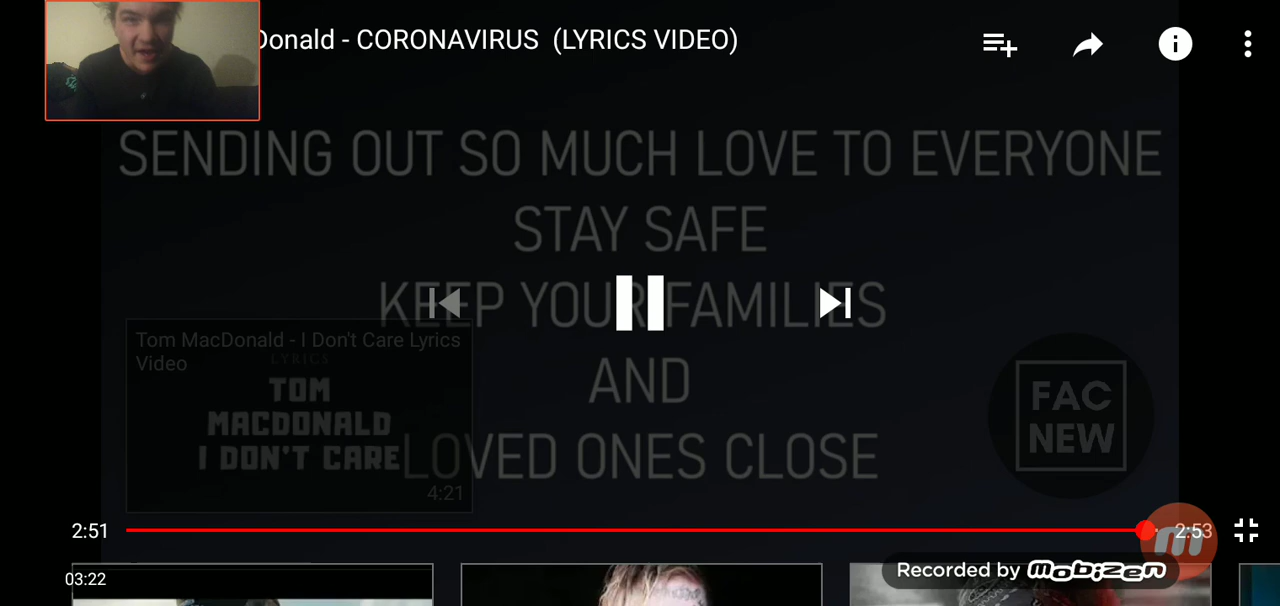 Donald - CORONAVIRUS (LYRICS VIDEO)
SENDING OUT SO MUCH LOVE TO EVERYONE
STAY SAFE
KEEP YOUR FAMILIES
AND
LOVED ONES CLOSE
Tom MacDonald - I Don't Care Lyrics
Video
LYRICS
TOM
MACDONALD
I DON'T CARE
4:21
FAC
NEW
2:51
2:53
03:22
Recorded by mobizen